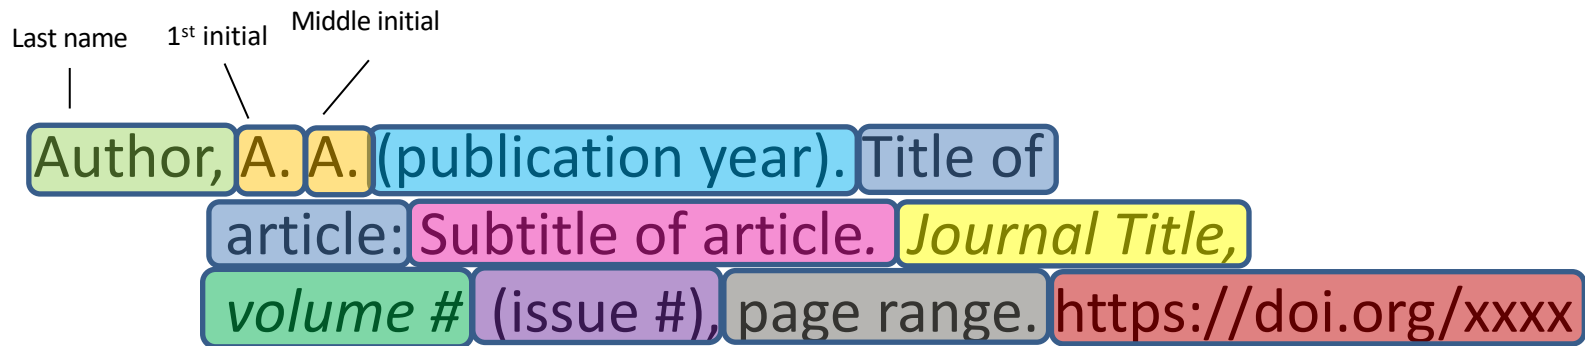 Middle initial
Last name 1st initial
Author, A. A. (publication year). Title of
article: Subtitle of article. Journal Title,
volume # (issue #), page range. https://doi.org/xxxx